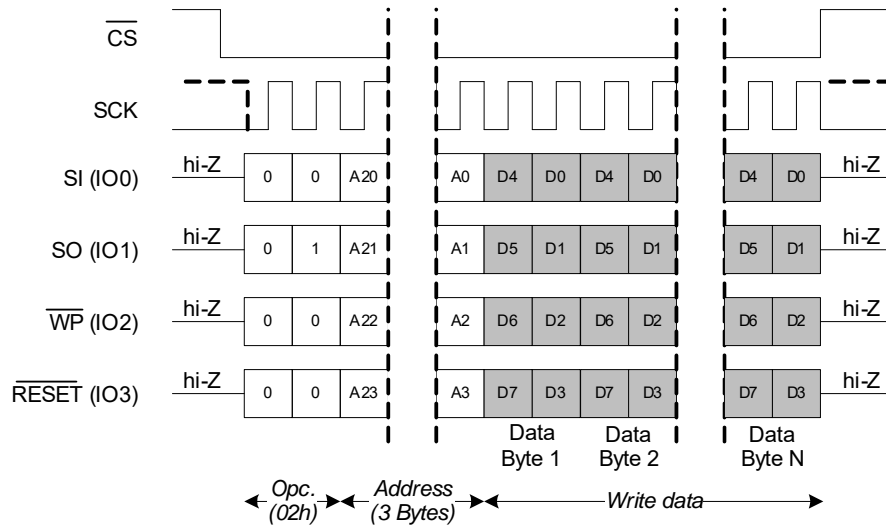 CS
SCK
SI (IO0) hi-Z 0 0 A20 A0 D4 D0 D4 D0 D4 D0 hi-Z
SO (IO1) hi-Z 0 1 A21 A1 D5 D1 D5 D1 D5 D1 hi-Z
WP (IO2) hi-Z 0 0 A22 A2 D6 D2 D6 D2 D6 D2 hi-Z
RESET (IO3) hi-Z 0 0 A23 A3 D7 D3 D7 D3 D7 D3 hi-Z
Data Data Data
Byte 1 Byte 2 Byte N
Opc. Address Write data
(02h) (3 Bytes)